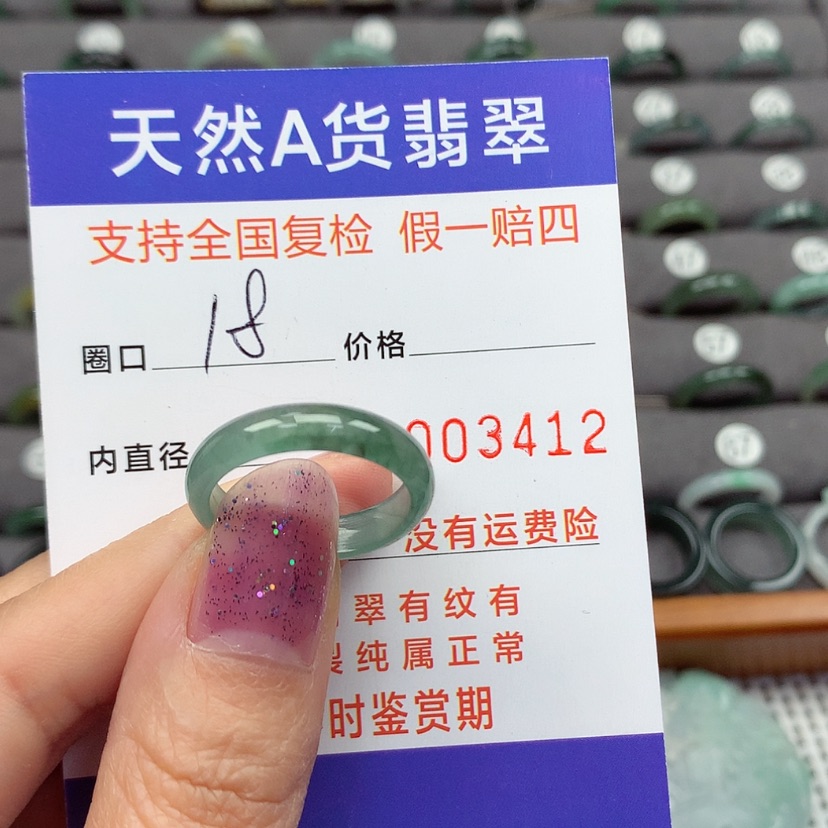 天然A货翡翠
支持全国复检 假一赔四
圈口 18 价格
内直径 003412
没有运费险
翠有纹有
裂纯属正常
时鉴赏期